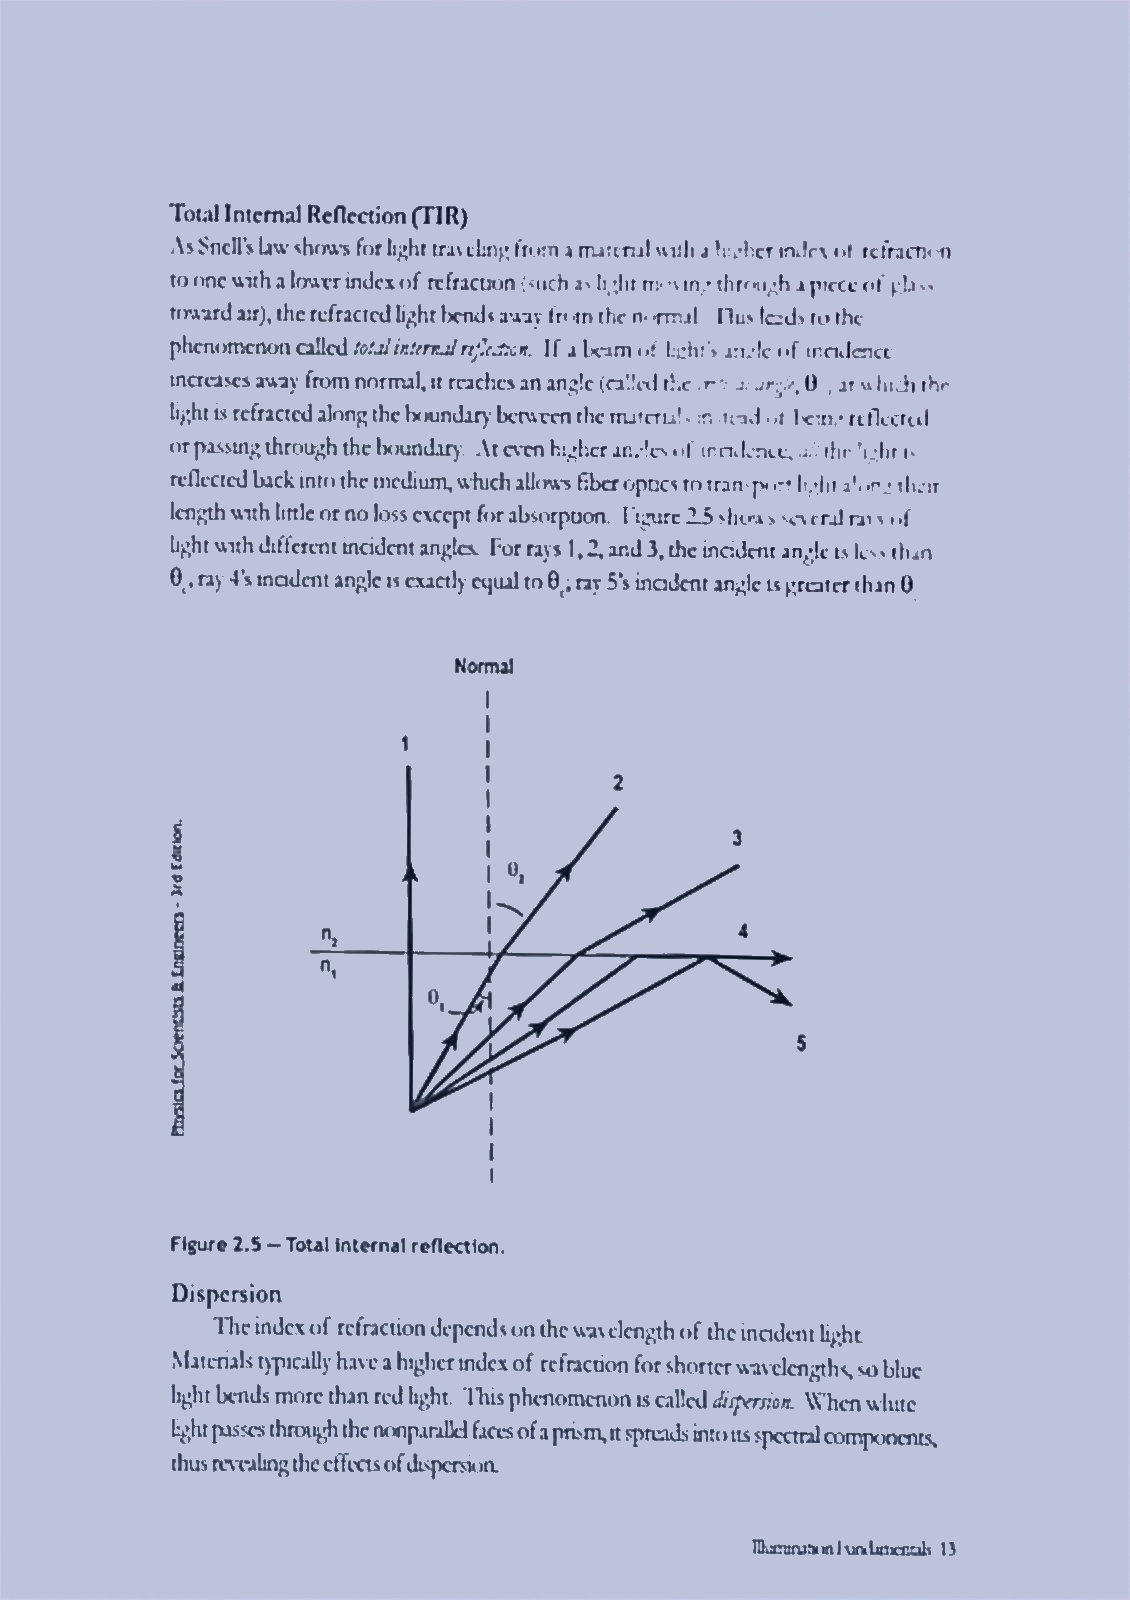 Total Internal Reflection (TIR)
As Snell's law shows for light traveling from a material with a higher index of refraction
to one with a lower index of refraction (such as light moving through a piece of glass
toward air), the refracted light bends away from the normal. This leads to the
phenomenon called total internal reflection. If a beam of light's angle of incidence
increases away from normal, it reaches an angle (called the critical angle, θ , at which the
light is refracted along the boundary between the materials instead of being reflected
or passing through the boundary. At even higher angles of incidence, all the light is
reflected back into the medium, which allows fiber optics to transport light along their
length with little or no loss except for absorption. Figure 2.5 shows several rays of
light with different incident angles. For rays 1, 2, and 3, the incident angle is less than
θc, ray 4's incident angle is exactly equal to θc; ray 5's incident angle is greater than θ
Normal
1
2
3
θ2
4
n2
n1
θ1
5
Physics for Scientists & Engineers - 3rd Edition.
Figure 2.5 — Total internal reflection.
Dispersion
The index of refraction depends on the wavelength of the incident light.
Materials typically have a higher index of refraction for shorter wavelengths, so blue
light bends more than red light. This phenomenon is called dispersion. When white
light passes through the nonparallel faces of a prism, it spreads into its spectral components,
thus revealing the effects of dispersion.
Illumination Fundamentals 13